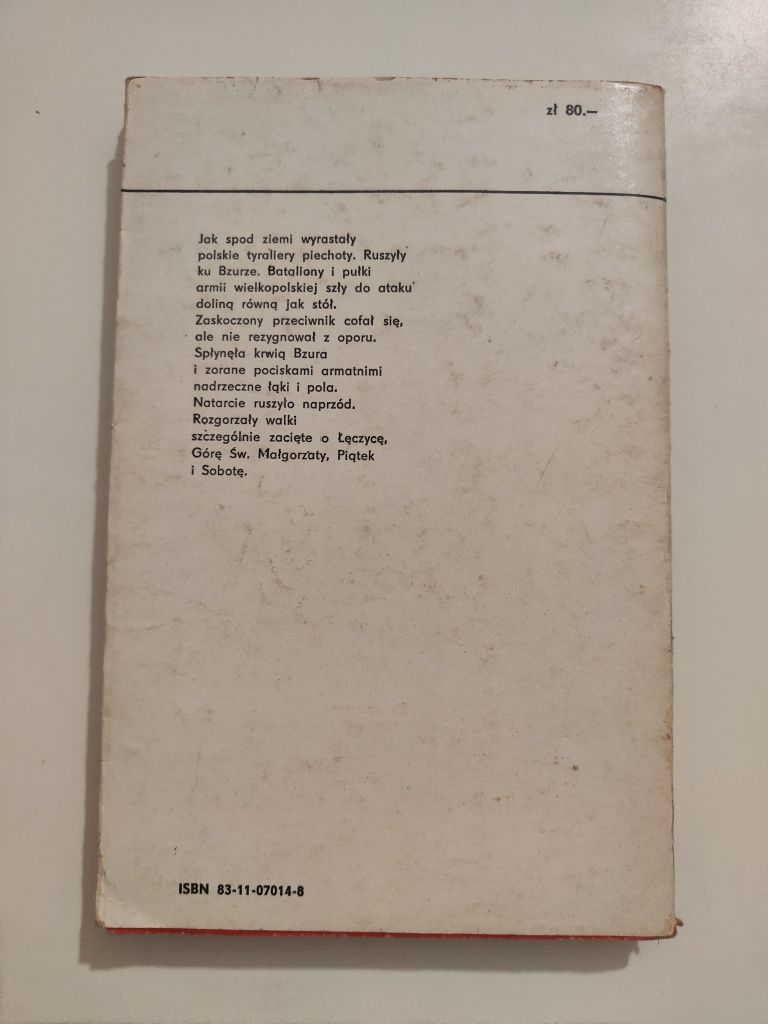 zł 80.—
Jak spod ziemi wyrastały
polskie tyraliery piechoty. Ruszyły
ku Bzurze. Bataliony i pułki
armii wielkopolskiej szły do ataku
doliną równą jak stół.
Zaskoczony przeciwnik cofał się,
ale nie rezygnował z oporu.
Spłynęła krwią Bzura
i zorane pociskami armatnimi
nadrzeczne łąki i pola.
Natarcie ruszyło naprzód.
Rozgorzały walki
szczególnie zacięte o Łęczycę,
Górę Św. Małgorzaty, Piątek
i Sobotę.
ISBN 83-11-07014-8